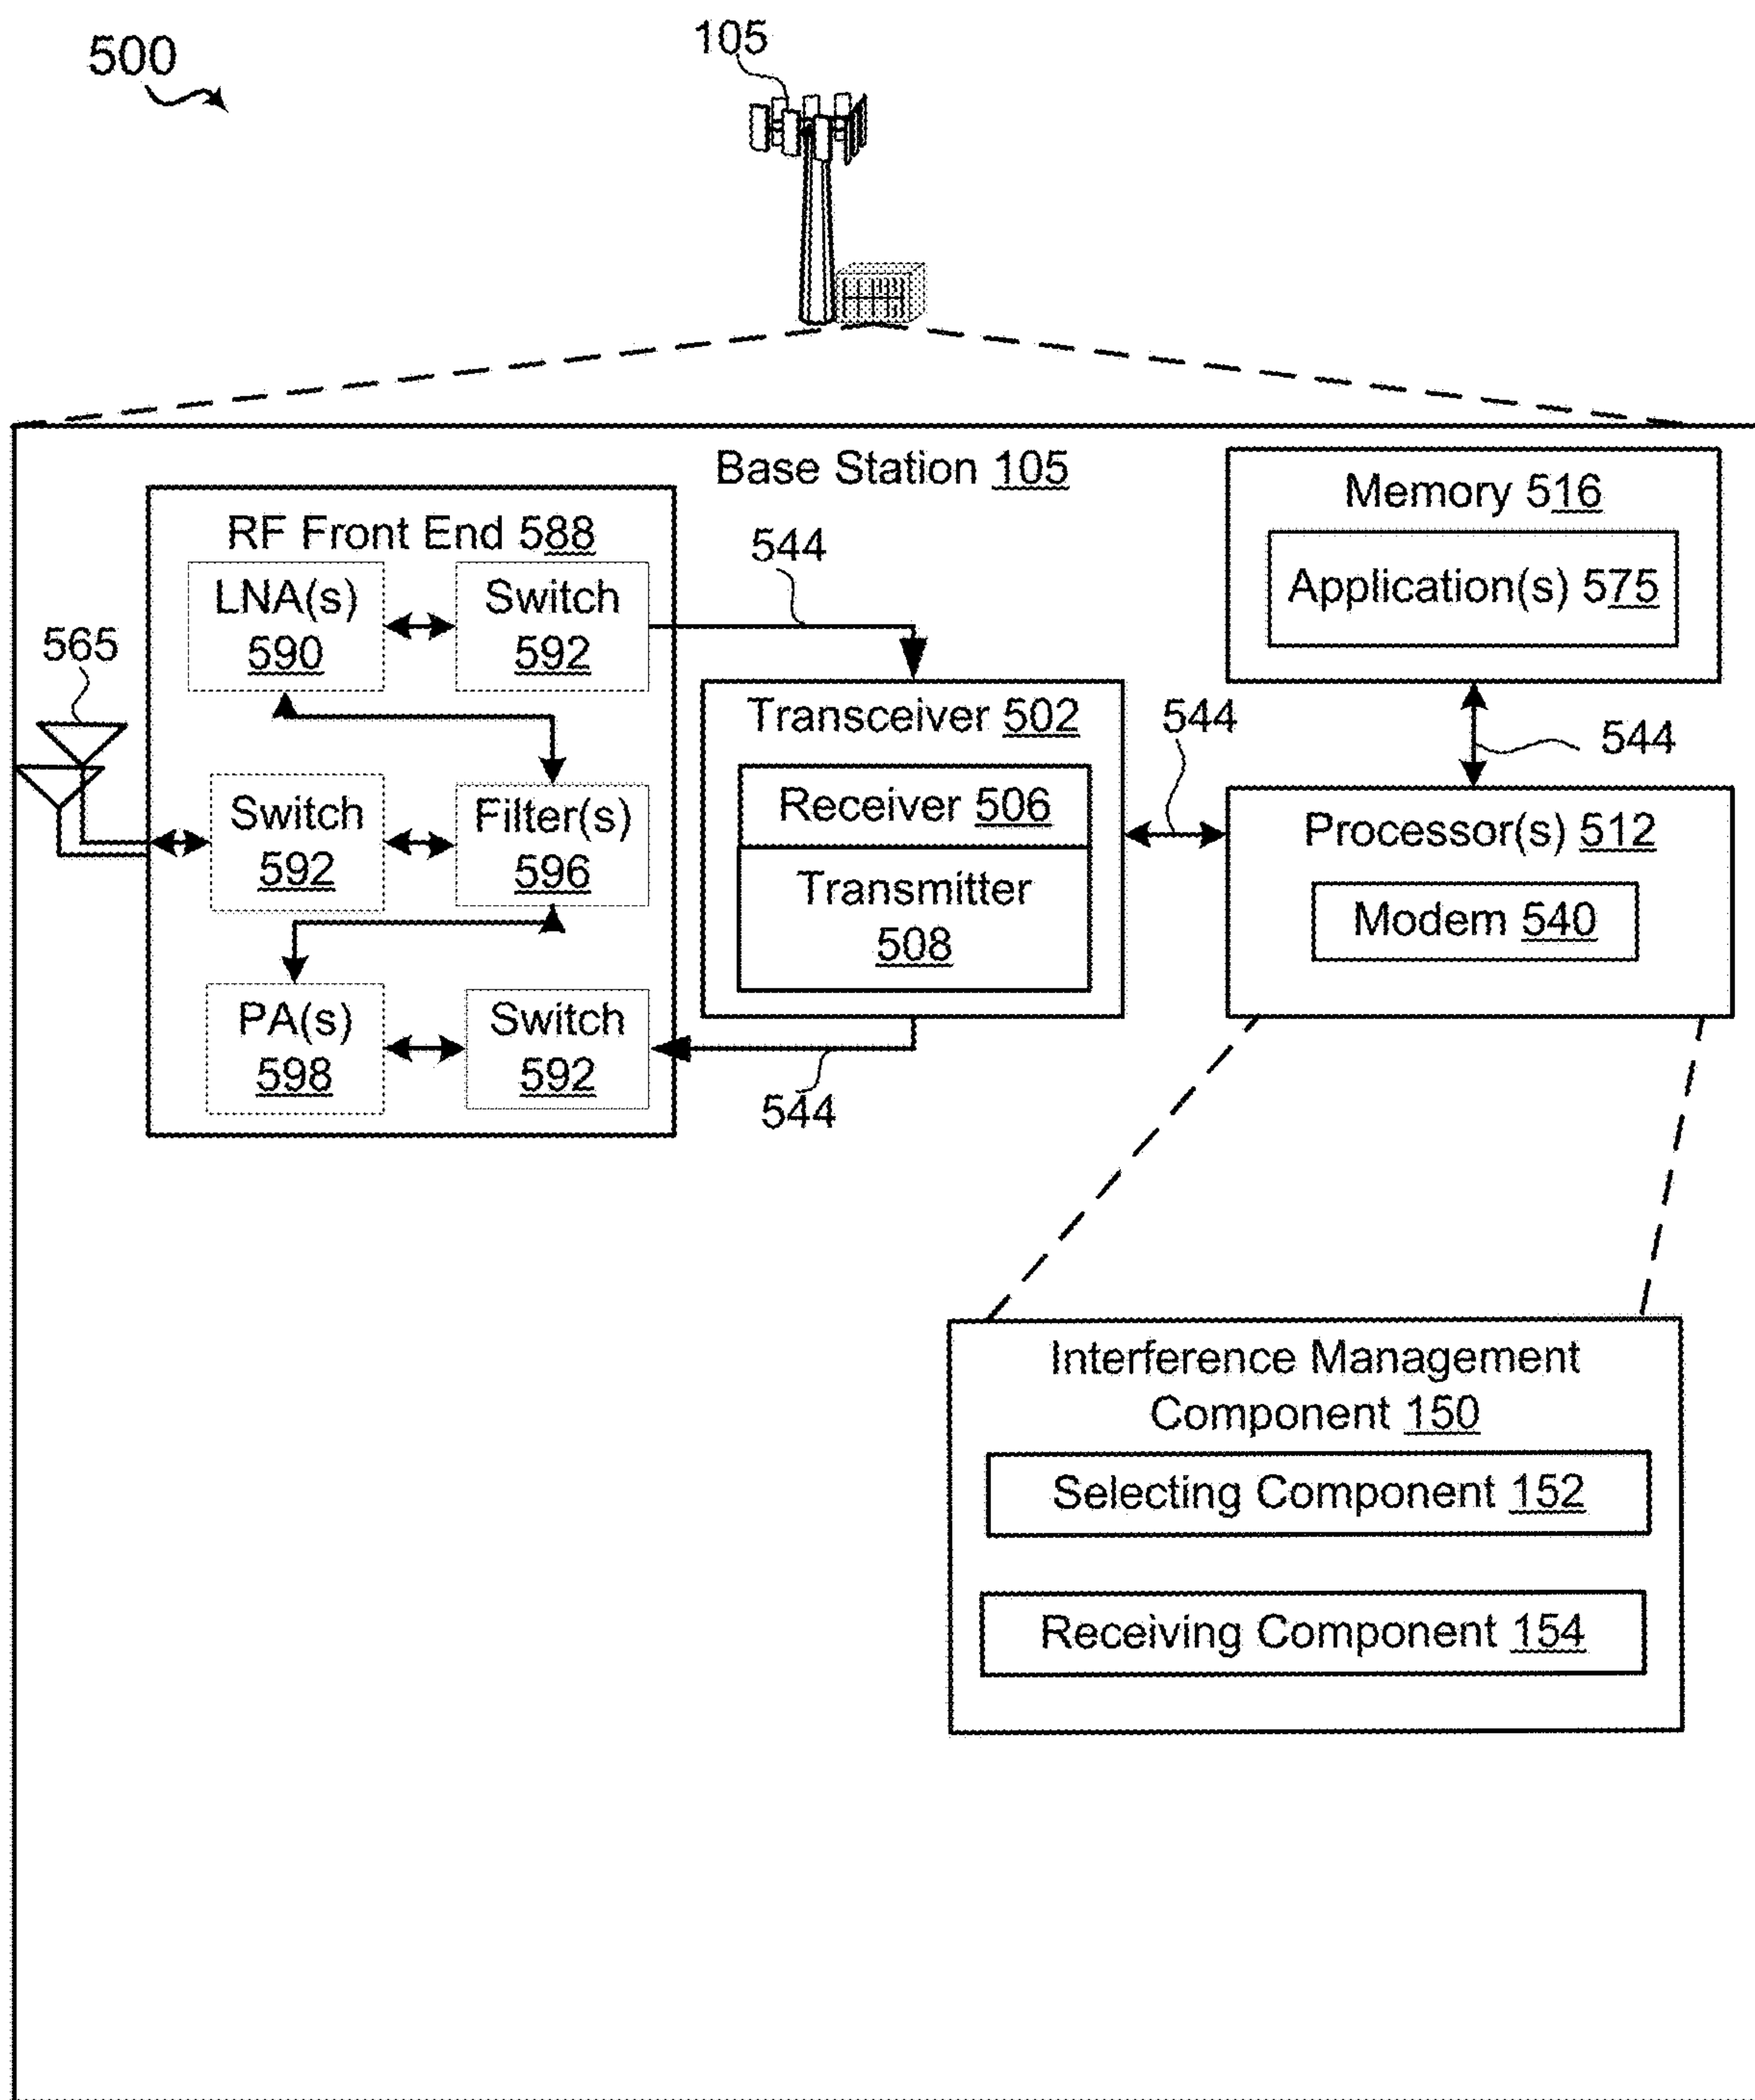 500
105
Base Station 105
RF Front End 588
LNA(s)
590
Switch
592
565
Switch
592
Filter(s)
596
PA(s)
598
Switch
592
544
Transceiver 502
Receiver 506
Transmitter
508
544
544
Memory 516
Application(s) 575
544
Processor(s) 512
Modem 540
Interference Management
Component 150
Selecting Component 152
Receiving Component 154